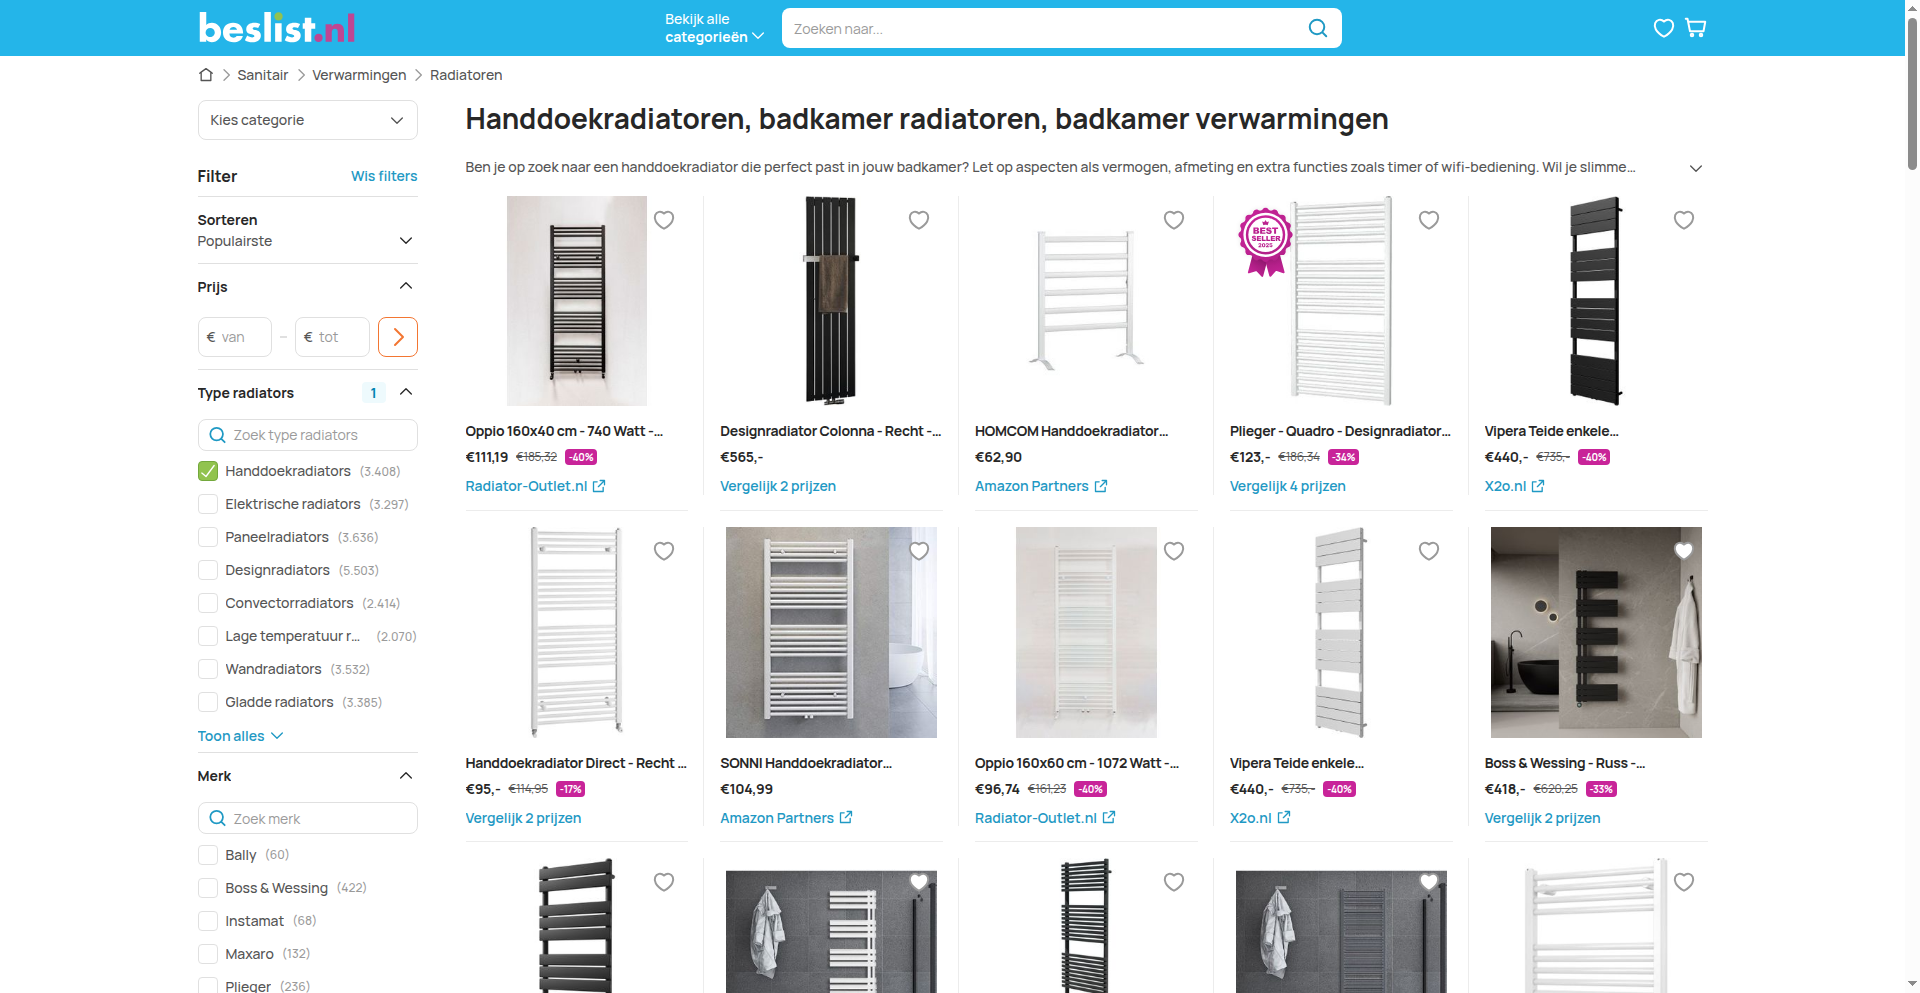 beslist.nl
Bekijk alle
categorieën
Zoeken naar...
Sanitair
Verwarmingen
Radiatoren
Kies categorie
Handdoekradiatoren, badkamer radiatoren, badkamer verwarmingen
Ben je op zoek naar een handdoekradiator die perfect past in jouw badkamer? Let op aspecten als vermogen, afmeting en extra functies zoals timer of wifi-bediening. Wil je slimme...
Filter
Wis filters
Sorteren
Populairste
Prijs
€ van
–
€ tot
Type radiators
1
Zoek type radiators
Handdoekradiators (3.408)
Elektrische radiators (3.297)
Paneelradiators (3.636)
Designradiators (5.503)
Convectorradiators (2.414)
Lage temperatuur r... (2.070)
Wandradiators (3.532)
Gladde radiators (3.385)
Toon alles
Merk
Zoek merk
Bally (60)
Boss & Wessing (422)
Instamat (68)
Maxaro (132)
Plieger (236)
Oppio 160x40 cm - 740 Watt -...
€111,19 €185,32 -40%
Radiator-Outlet.nl
Designradiator Colonna - Recht -...
€565,-
Vergelijk 2 prijzen
HOMCOM Handdoekradiator...
€62,90
Amazon Partners
BEST
SELLER
2025
Plieger - Quadro - Designradiator...
€123,- €186,34 -34%
Vergelijk 4 prijzen
Vipera Teide enkele...
€440,- €735,- -40%
X2o.nl
Handdoekradiator Direct - Recht ...
€95,- €114,95 -17%
Vergelijk 2 prijzen
SONNI Handdoekradiator...
€104,99
Amazon Partners
Oppio 160x60 cm - 1072 Watt -...
€96,74 €161,23 -40%
Radiator-Outlet.nl
Vipera Teide enkele...
€440,- €735,- -40%
X2o.nl
Boss & Wessing - Russ -...
€418,- €620,25 -33%
Vergelijk 2 prijzen